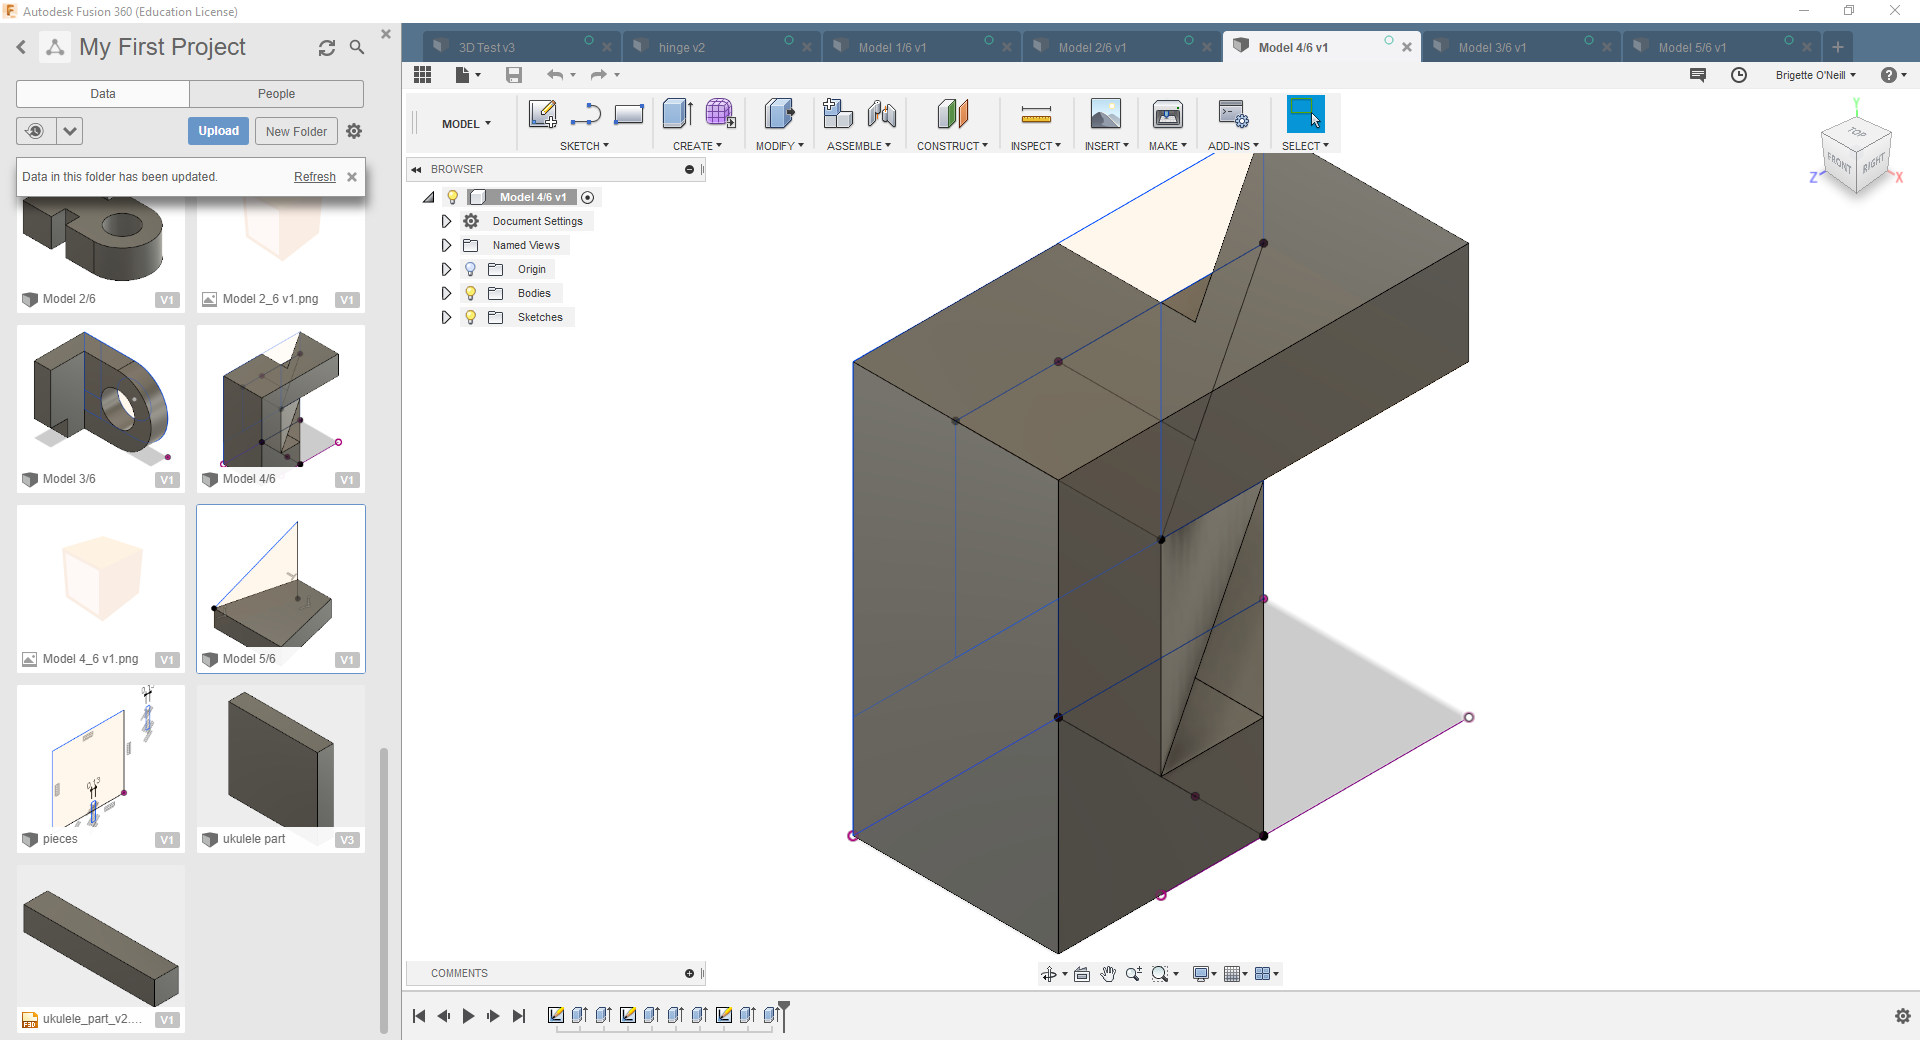 Autodesk Fusion 360 (Education License)
My First Project
Data People
Upload New Folder
Data in this folder has been updated. Refresh
Model 2/6 V1
Model 2_6 v1.png V1
Model 3/6 V1
Model 4/6 V1
Model 4_6 v1.png V1
Model 5/6 V1
pieces V1
ukulele part V3
ukulele_part_v2.... V1
3D Test v3
hinge v2
Model 1/6 v1
Model 2/6 v1
Model 4/6 v1
Model 3/6 v1
Model 5/6 v1
Brigette O'Neill
MODEL
SKETCH
CREATE
MODIFY
ASSEMBLE
CONSTRUCT
INSPECT
INSERT
MAKE
ADD-INS
SELECT
BROWSER
Model 4/6 v1
Document Settings
Named Views
Origin
Bodies
Sketches
Y
TOP
FRONT
RIGHT
Z
X
COMMENTS